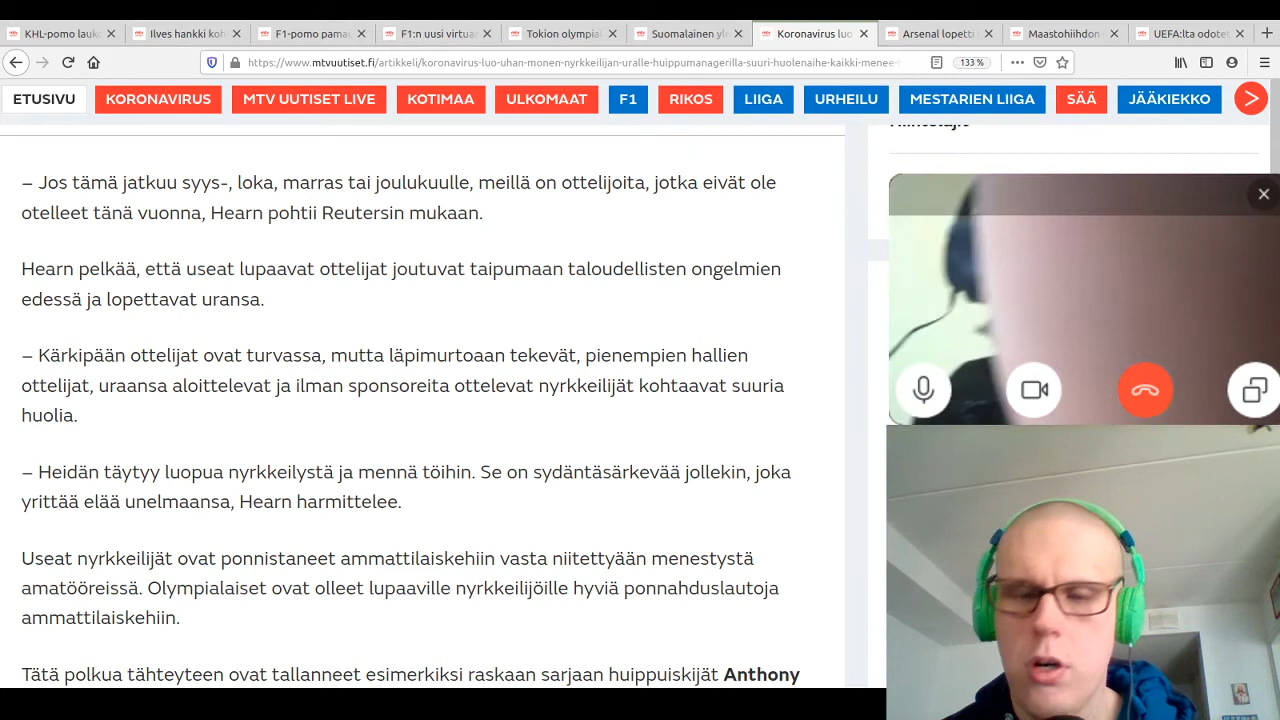 KHL-pomo lauko
Ilves hankki koh
F1-pomo pamau
F1:n uusi virtua
Tokion olympial
Suomalainen yle
Koronavirus luo
Arsenal lopetti
Maastohiihdon
UEFA:lta odotet
https://www.mtvuutiset.fi/artikkeli/koronavirus-luo-uhan-monen-nyrkkeilijan-uralle-huippumanagerilla-suuri-huolenaihe-kaikki-menee-
133 %
ETUSIVU KORONAVIRUS MTV UUTISET LIVE KOTIMAA ULKOMAAT F1 RIKOS LIIGA URHEILU MESTARIEN LIIGA SÄÄ JÄÄKIEKKO >
– Jos tämä jatkuu syys-, loka, marras tai joulukuulle, meillä on ottelijoita, jotka eivät ole
otelleet tänä vuonna, Hearn pohtii Reutersin mukaan.
Hearn pelkää, että useat lupaavat ottelijat joutuvat taipumaan taloudellisten ongelmien
edessä ja lopettavat uransa.
– Kärkipään ottelijat ovat turvassa, mutta läpimurtoaan tekevät, pienempien hallien
ottelijat, uraansa aloittelevat ja ilman sponsoreita ottelevat nyrkkeilijät kohtaavat suuria
huolia.
– Heidän täytyy luopua nyrkkeilystä ja mennä töihin. Se on sydäntäsärkevää jollekin, joka
yrittää elää unelmaansa, Hearn harmittelee.
Useat nyrkkeilijät ovat ponnistaneet ammattilaiskehiin vasta niitettyään menestystä
amatööreissä. Olympialaiset ovat olleet lupaaville nyrkkeilijöille hyviä ponnahduslautoja
ammattilaiskehiin.
Tätä polkua tähteyteen ovat tallanneet esimerkiksi raskaan sarjaan huippuiskijät Anthony